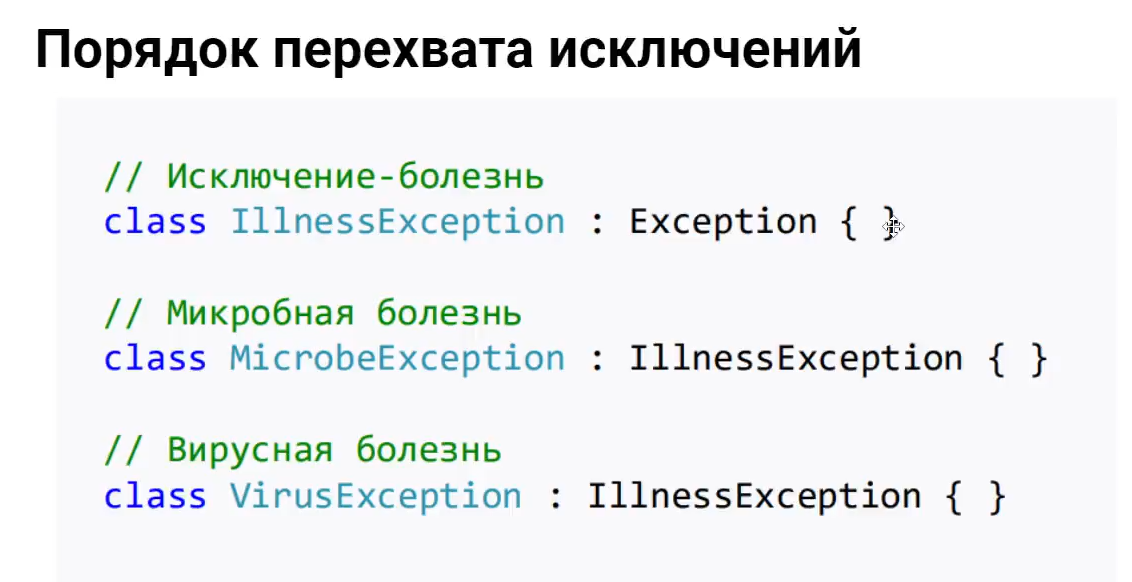 Порядок перехвата исключений
// Исключение-болезнь
class IllnessException : Exception { }
// Микробная болезнь
class MicrobeException : IllnessException { }
// Вирусная болезнь
class VirusException : IllnessException { }